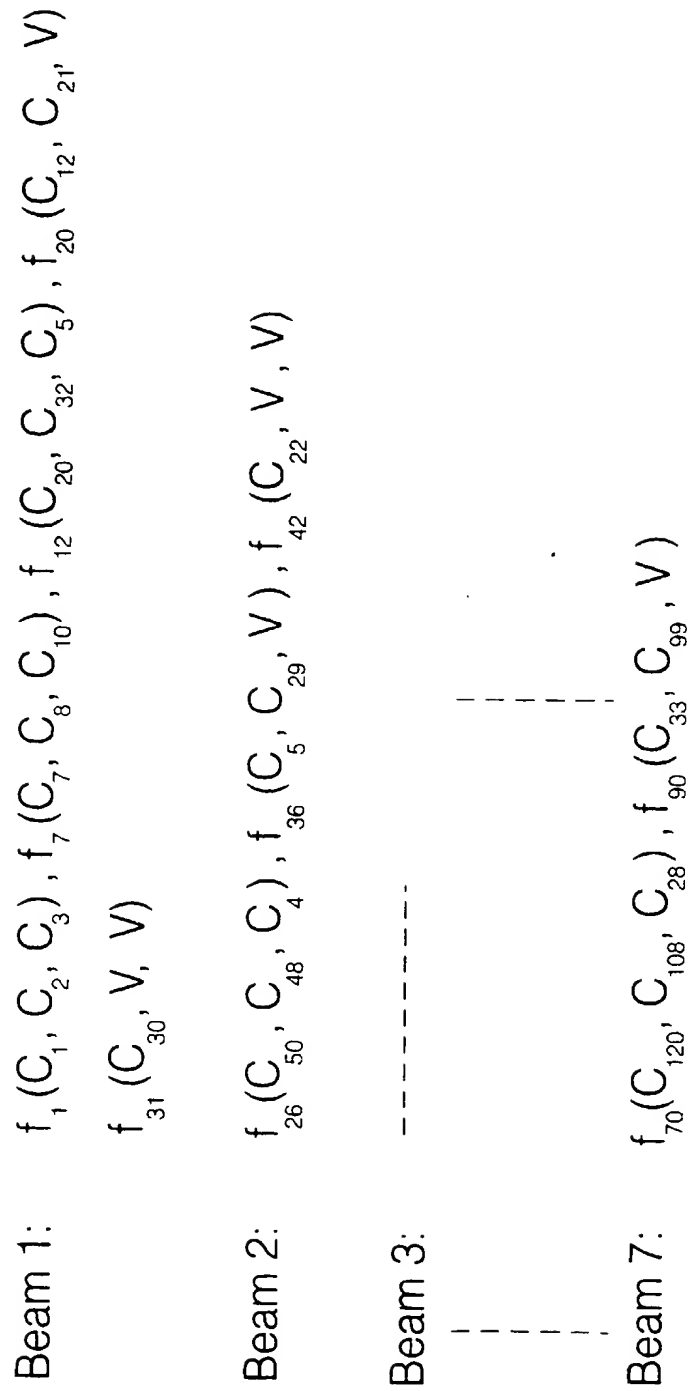 Beam 1: f₁ (C₁, C₂, C₃), f₇ (C₇, C₈, C₁₀), f₁₂ (C₂₀, C₃₂, C₅), f₂₀ (C₁₂, C₂₁, V)
f₃₁ (C₃₀, V, V)
Beam 2: f₂₆ (C₅₀, C₄₈, C₄), f₃₆ (C₅, C₂₉, V), f₄₂ (C₂₂, V, V)
Beam 3:
Beam 7: f₇₀ (C₁₂₀, C₁₀₈, C₂₈), f₉₀ (C₃₃, C₉₉, V)